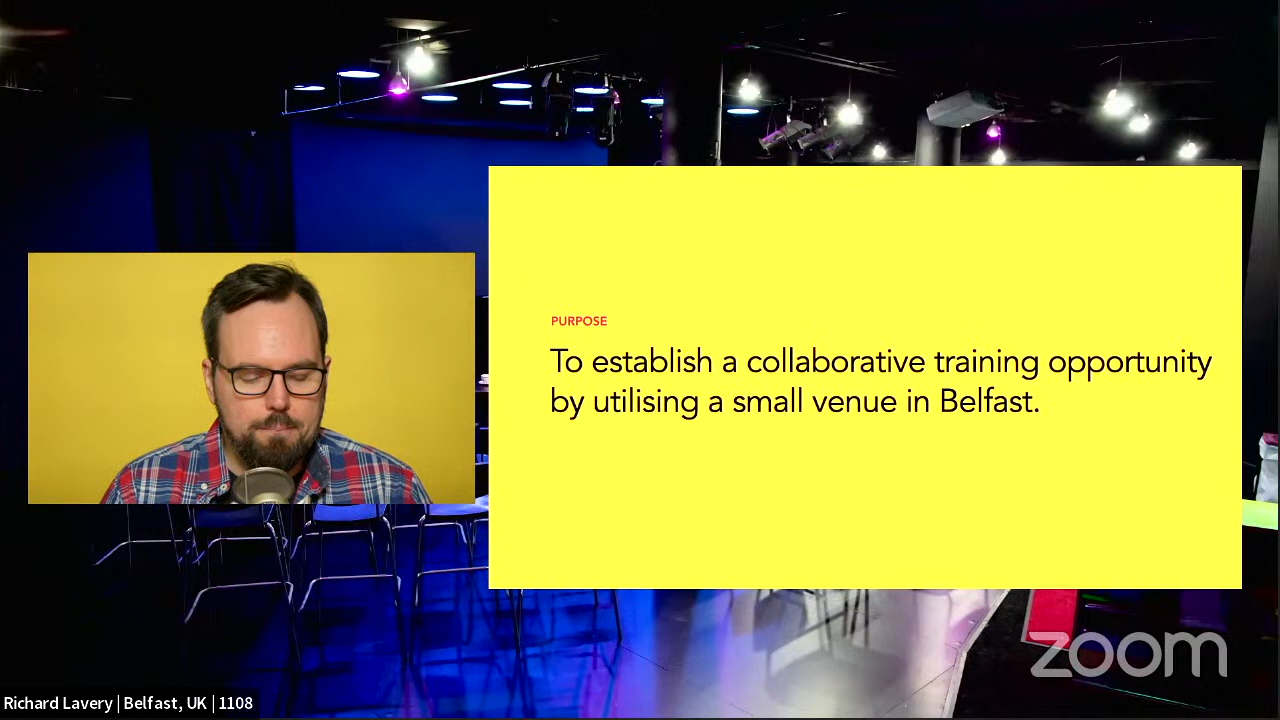 PURPOSE
To establish a collaborative training opportunity
by utilising a small venue in Belfast.
zoom
Richard Lavery | Belfast, UK | 1108